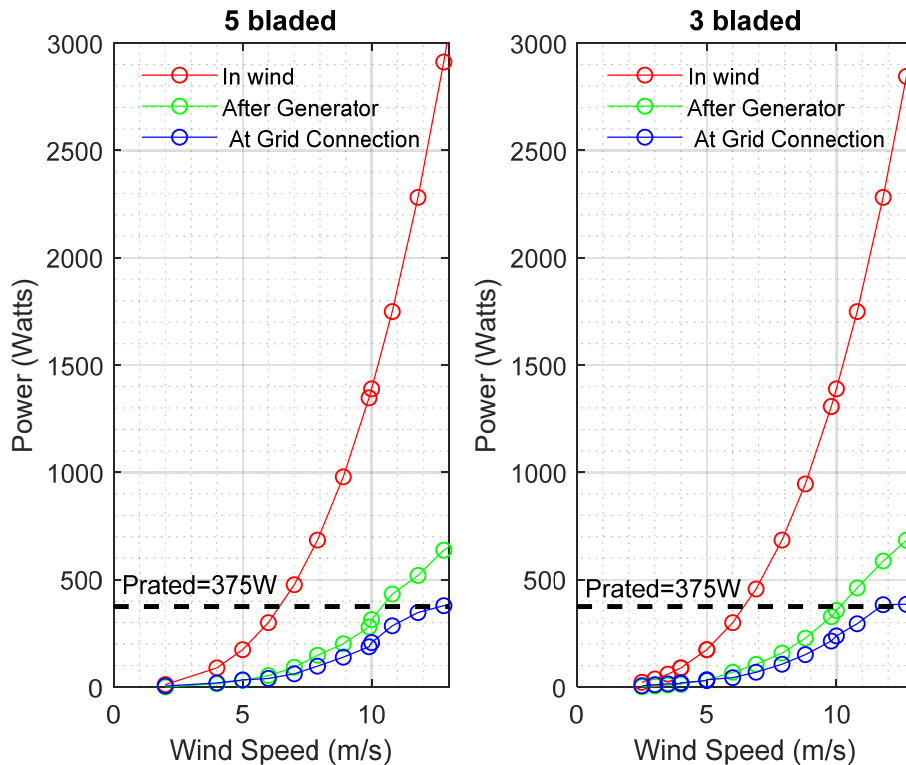 5 bladed
3000
2500
2000
1500
1000
500
0
Power (Watts)
In wind
After Generator
At Grid Connection
Prated=375W
0 5 10
Wind Speed (m/s)
3 bladed
3000
2500
2000
1500
1000
500
0
Power (Watts)
In wind
After Generator
At Grid Connection
Prated=375W
0 5 10
Wind Speed (m/s)